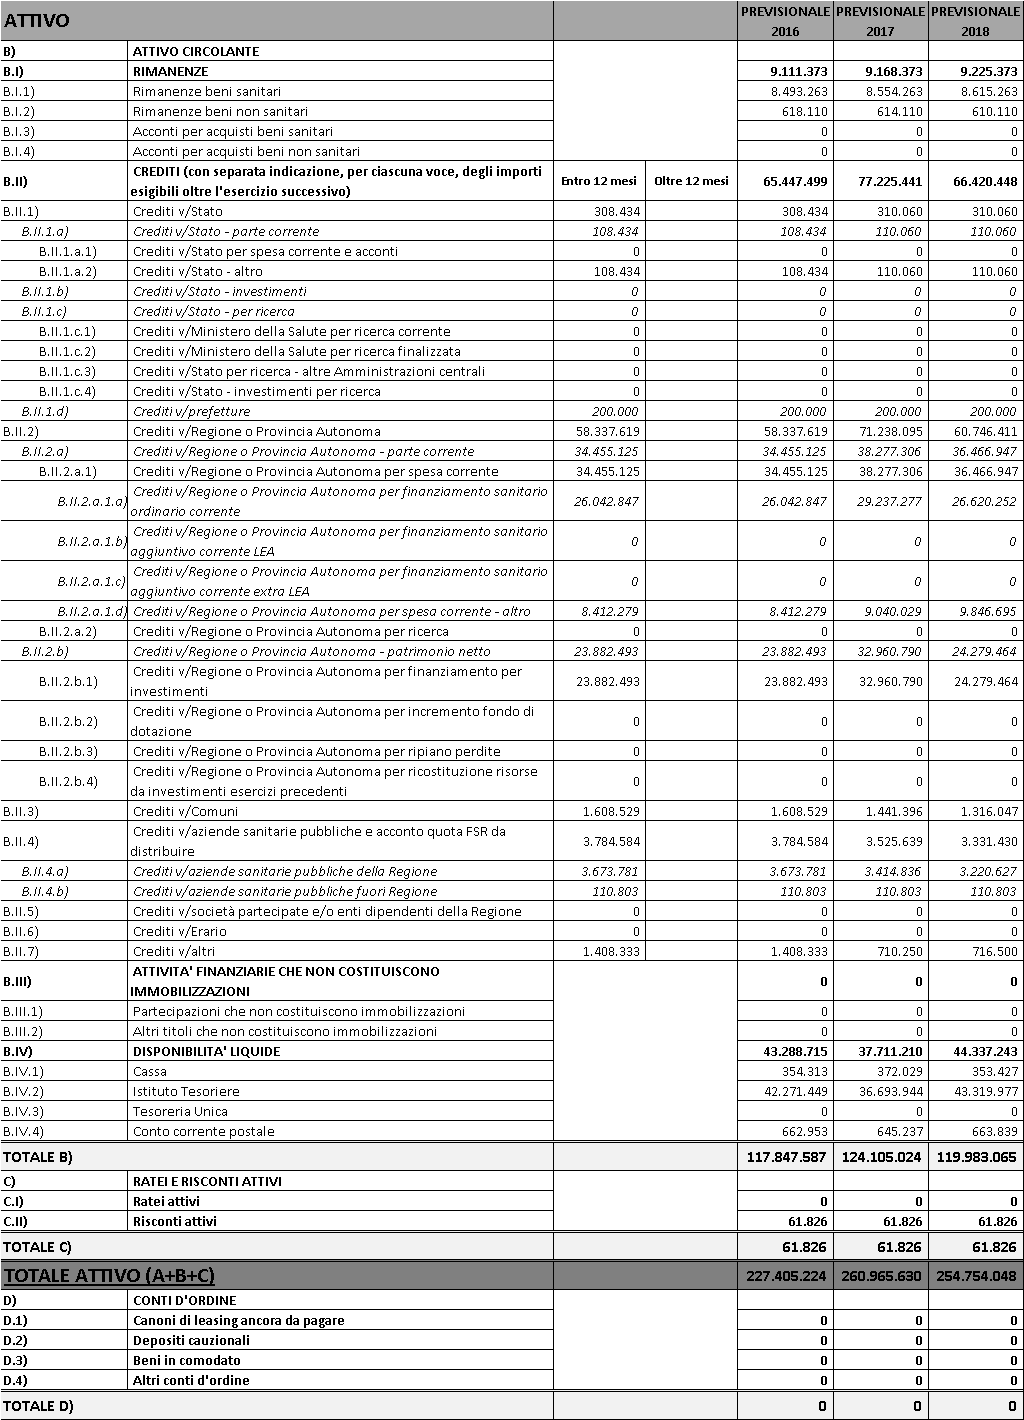 ATTIVO PREVISIONALE 2016 PREVISIONALE 2017 PREVISIONALE 2018
B) ATTIVO CIRCOLANTE
B.I) RIMANENZE 9.111.373 9.168.373 9.225.373
B.I.1) Rimanenze beni sanitari 8.493.263 8.554.263 8.615.263
B.I.2) Rimanenze beni non sanitari 618.110 614.110 610.110
B.I.3) Acconti per acquisti beni sanitari 0 0 0
B.I.4) Acconti per acquisti beni non sanitari 0 0 0
B.II) CREDITI (con separata indicazione, per ciascuna voce, degli importi
esigibili oltre l'esercizio successivo) Entro 12 mesi Oltre 12 mesi 65.447.499 77.225.441 66.420.448
B.II.1) Crediti v/Stato 308.434 308.434 310.060 310.060
B.II.1.a) Crediti v/Stato - parte corrente 108.434 108.434 110.060 110.060
B.II.1.a.1) Crediti v/Stato per spesa corrente e acconti 0 0 0 0
B.II.1.a.2) Crediti v/Stato - altro 108.434 108.434 110.060 110.060
B.II.1.b) Crediti v/Stato - investimenti 0 0 0 0
B.II.1.c) Crediti v/Stato - per ricerca 0 0 0 0
B.II.1.c.1) Crediti v/Ministero della Salute per ricerca corrente 0 0 0 0
B.II.1.c.2) Crediti v/Ministero della Salute per ricerca finalizzata 0 0 0 0
B.II.1.c.3) Crediti v/Stato per ricerca - altre Amministrazioni centrali 0 0 0 0
B.II.1.c.4) Crediti v/Stato - investimenti per ricerca 0 0 0 0
B.II.1.d) Crediti v/prefetture 200.000 200.000 200.000 200.000
B.II.2) Crediti v/Regione o Provincia Autonoma 58.337.619 58.337.619 71.238.095 60.746.411
B.II.2.a) Crediti v/Regione o Provincia Autonoma - parte corrente 34.455.125 34.455.125 38.277.306 36.466.947
B.II.2.a.1) Crediti v/Regione o Provincia Autonoma per spesa corrente 34.455.125 34.455.125 38.277.306 36.466.947
B.II.2.a.1.a) Crediti v/Regione o Provincia Autonoma per finanziamento sanitario
ordinario corrente 26.042.847 26.042.847 29.237.277 26.620.252
B.II.2.a.1.b) Crediti v/Regione o Provincia Autonoma per finanziamento sanitario
aggiuntivo corrente LEA 0 0 0 0
B.II.2.a.1.c) Crediti v/Regione o Provincia Autonoma per finanziamento sanitario
aggiuntivo corrente extra LEA 0 0 0 0
B.II.2.a.1.d) Crediti v/Regione o Provincia Autonoma per spesa corrente - altro 8.412.279 8.412.279 9.040.029 9.846.695
B.II.2.a.2) Crediti v/Regione o Provincia Autonoma per ricerca 0 0 0 0
B.II.2.b) Crediti v/Regione o Provincia Autonoma - patrimonio netto 23.882.493 23.882.493 32.960.790 24.279.464
B.II.2.b.1) Crediti v/Regione o Provincia Autonoma per finanziamento per
investimenti 23.882.493 23.882.493 32.960.790 24.279.464
B.II.2.b.2) Crediti v/Regione o Provincia Autonoma per incremento fondo di
dotazione 0 0 0 0
B.II.2.b.3) Crediti v/Regione o Provincia Autonoma per ripiano perdite 0 0 0 0
B.II.2.b.4) Crediti v/Regione o Provincia Autonoma per ricostituzione risorse
da investimenti esercizi precedenti 0 0 0 0
B.II.3) Crediti v/Comuni 1.608.529 1.608.529 1.441.396 1.316.047
B.II.4) Crediti v/aziende sanitarie pubbliche e acconto quota FSR da
distribuire 3.784.584 3.784.584 3.525.639 3.331.430
B.II.4.a) Crediti v/aziende sanitarie pubbliche della Regione 3.673.781 3.673.781 3.414.836 3.220.627
B.II.4.b) Crediti v/aziende sanitarie pubbliche fuori Regione 110.803 110.803 110.803 110.803
B.II.5) Crediti v/società partecipate e/o enti dipendenti della Regione 0 0 0 0
B.II.6) Crediti v/Erario 0 0 0 0
B.II.7) Crediti v/altri 1.408.333 1.408.333 710.250 716.500
B.III) ATTIVITA' FINANZIARIE CHE NON COSTITUISCONO
IMMOBILIZZAZIONI 0 0 0
B.III.1) Partecipazioni che non costituiscono immobilizzazioni 0 0 0
B.III.2) Altri titoli che non costituiscono immobilizzazioni 0 0 0
B.IV) DISPONIBILITA' LIQUIDE 43.288.715 37.711.210 44.337.243
B.IV.1) Cassa 354.313 372.029 353.427
B.IV.2) Istituto Tesoriere 42.271.449 36.693.944 43.319.977
B.IV.3) Tesoreria Unica 0 0 0
B.IV.4) Conto corrente postale 662.953 645.237 663.839
TOTALE B) 117.847.587 124.105.024 119.983.065
C) RATEI E RISCONTI ATTIVI
C.I) Ratei attivi 0 0 0
C.II) Risconti attivi 61.826 61.826 61.826
TOTALE C) 61.826 61.826 61.826
TOTALE ATTIVO (A+B+C) 227.405.224 260.965.630 254.754.048
D) CONTI D'ORDINE
D.1) Canoni di leasing ancora da pagare 0 0 0
D.2) Depositi cauzionali 0 0 0
D.3) Beni in comodato 0 0 0
D.4) Altri conti d'ordine 0 0 0
TOTALE D) 0 0 0